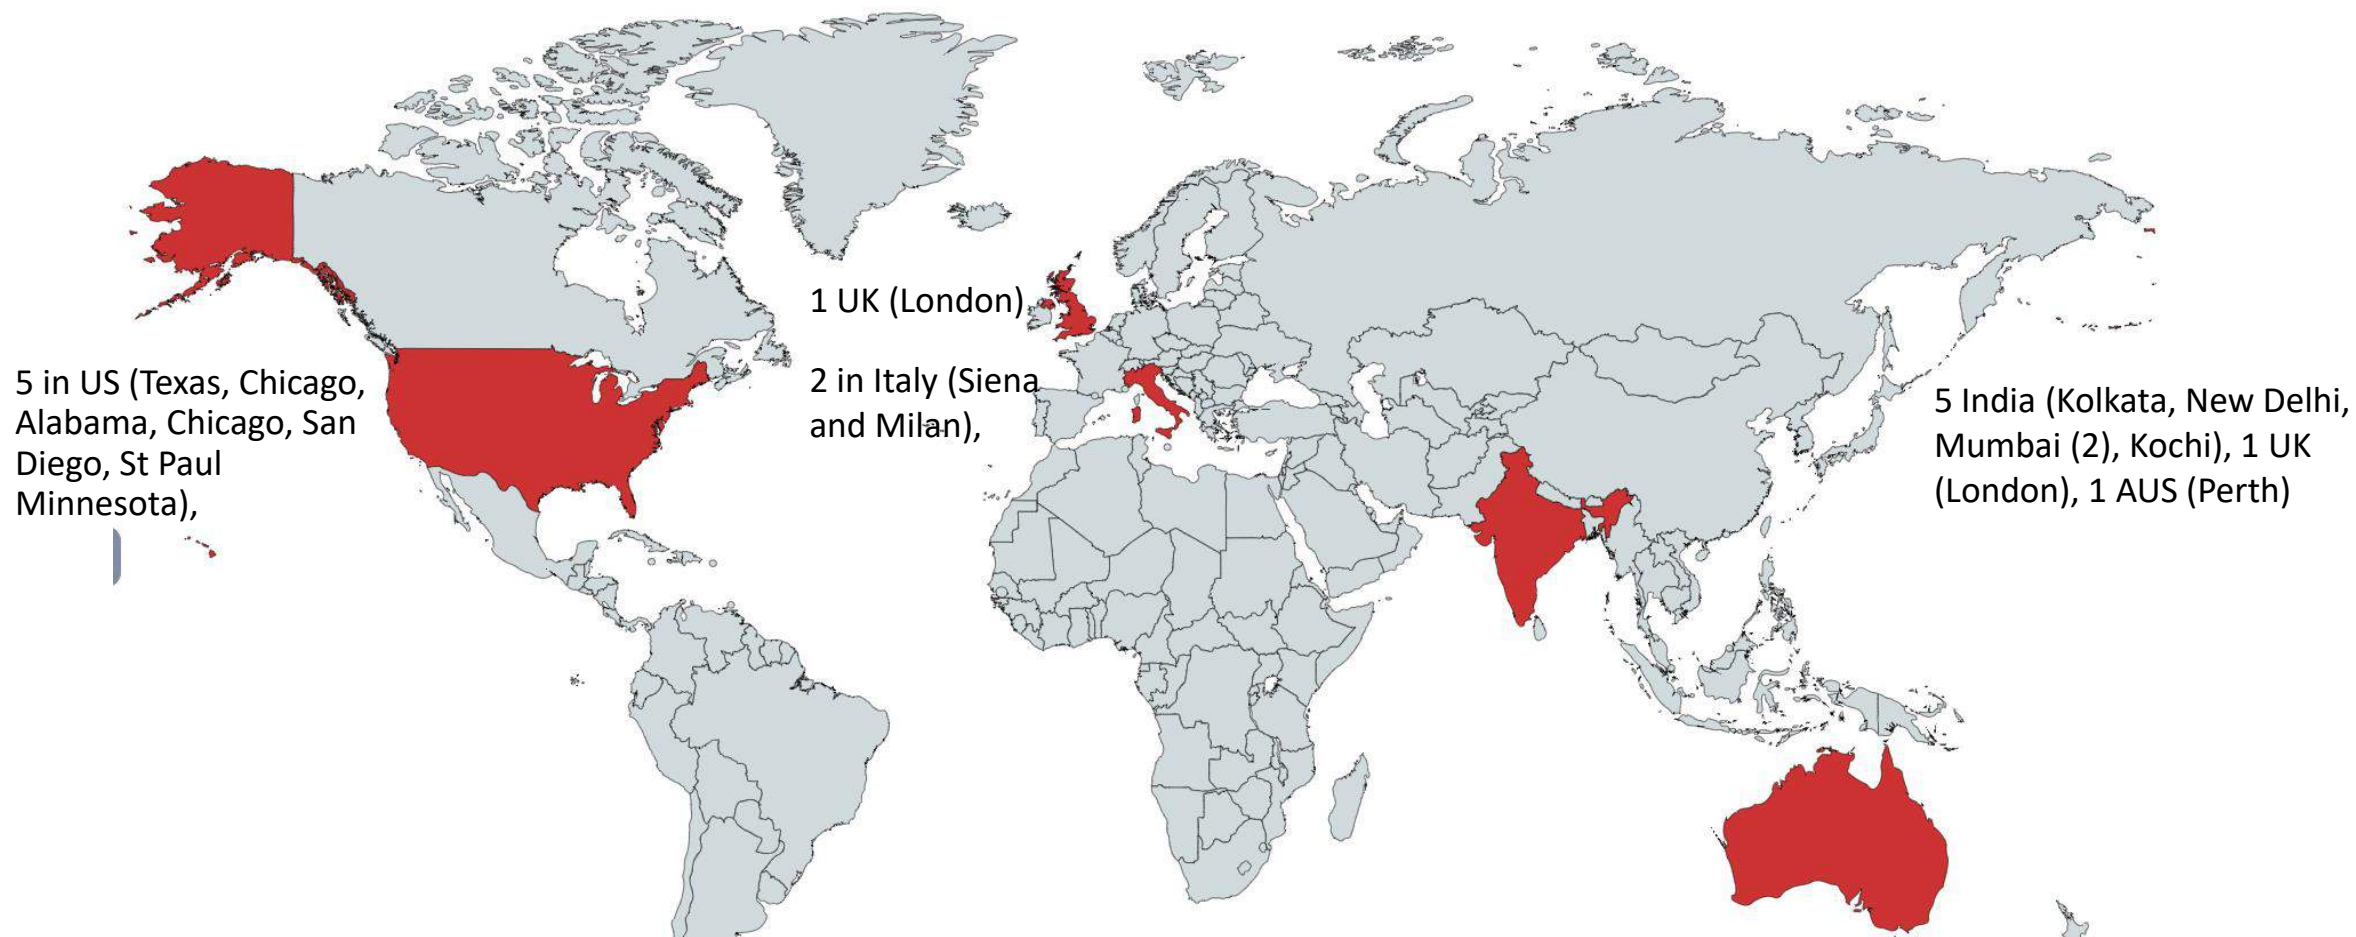 5 in US (Texas, Chicago,
Alabama, Chicago, San
Diego, St Paul
Minnesota),
1 UK (London)
2 in Italy (Siena
and Milan),
5 India (Kolkata, New Delhi,
Mumbai (2), Kochi), 1 UK
(London), 1 AUS (Perth)